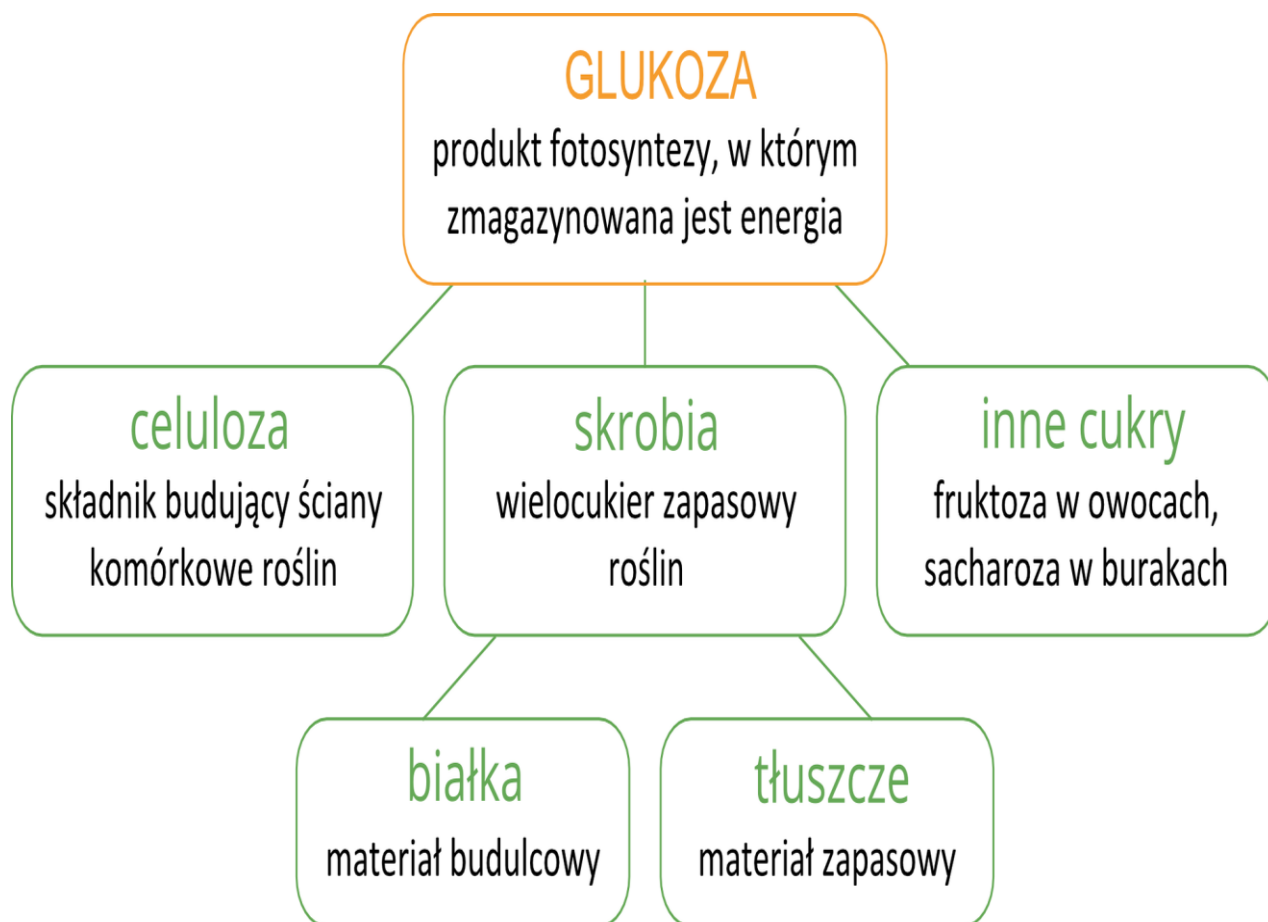 GLUKOZA
produkt fotosyntezy, w którym
zmagazynowana jest energia
celuloza
składnik budujący ściany
komórkowe roślin
skrobia
wielocukier zapasowy
roślin
inne cukry
fruktoza w owocach,
sacharoza w burakach
białka
materiał budulcowy
tłuszcze
materiał zapasowy